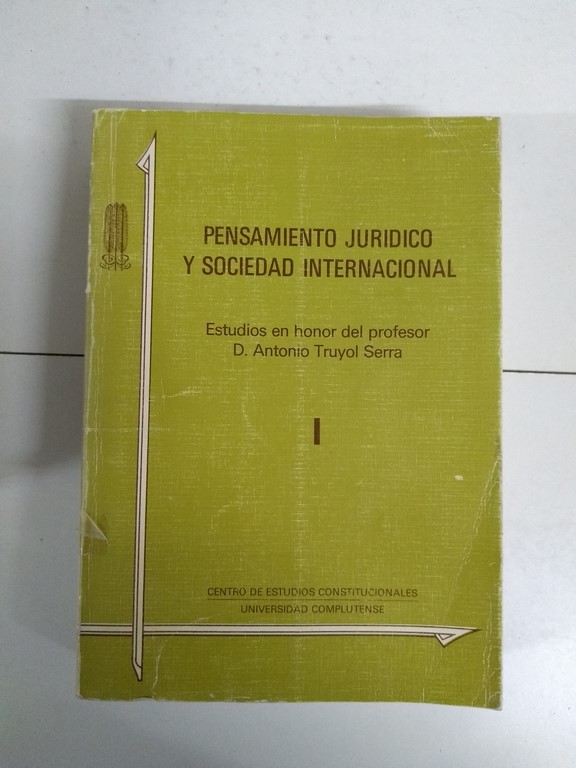 PENSAMIENTO JURIDICO
Y SOCIEDAD INTERNACIONAL
Estudios en honor del profesor
D. Antonio Truyol Serra
I
CENTRO DE ESTUDIOS CONSTITUCIONALES
UNIVERSIDAD COMPLUTENSE